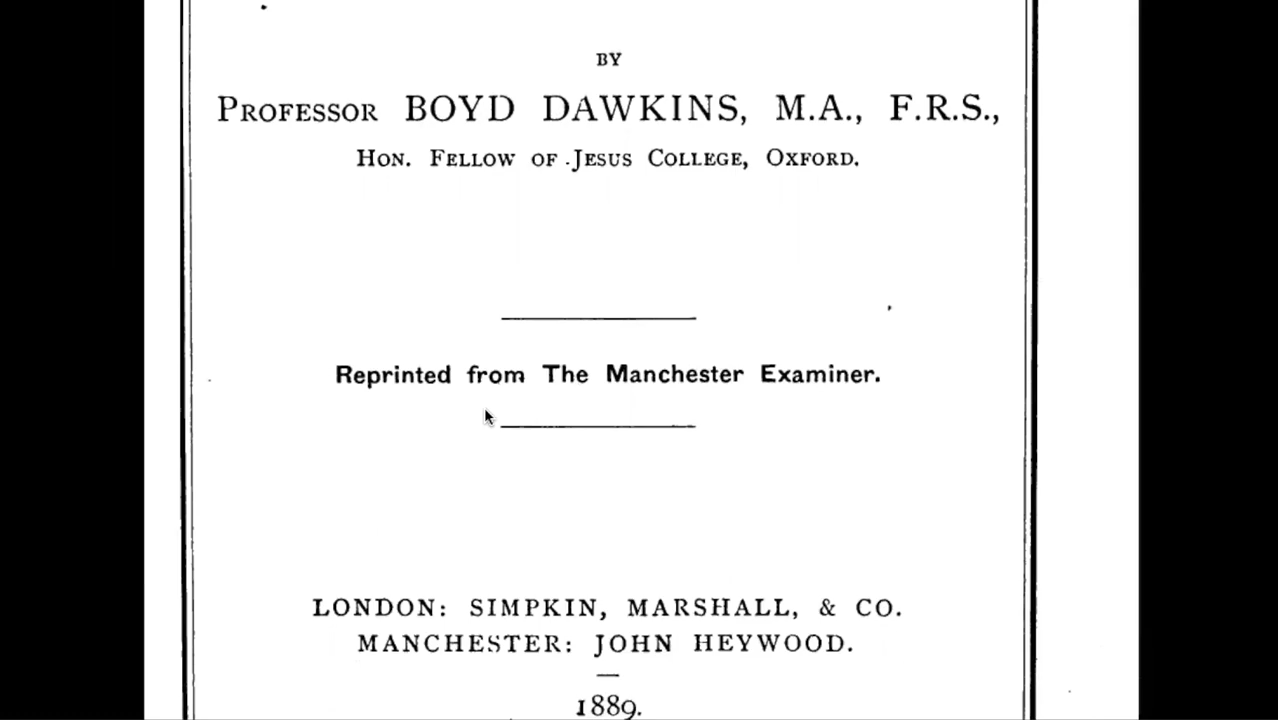 BY
PROFESSOR BOYD DAWKINS, M.A., F.R.S.,
HON. FELLOW OF JESUS COLLEGE, OXFORD.
Reprinted from The Manchester Examiner.
LONDON: SIMPKIN, MARSHALL, & CO.
MANCHESTER: JOHN HEYWOOD.
1889.